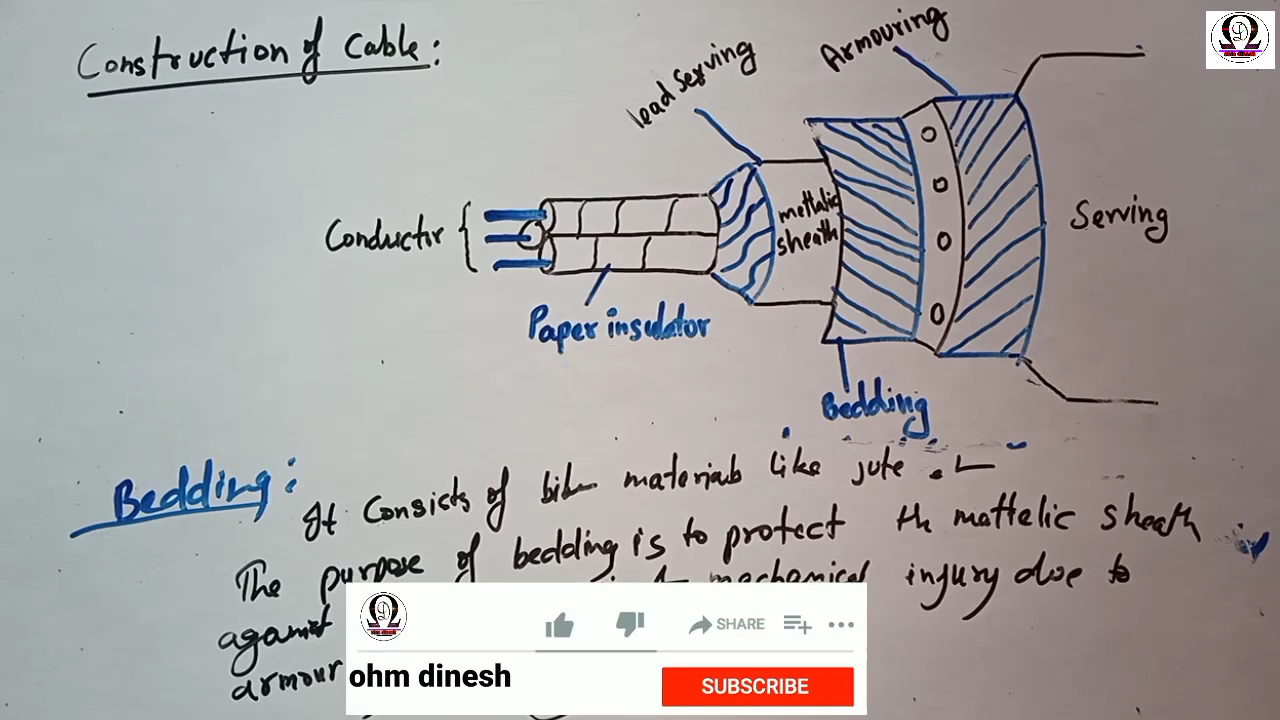 Construction of Cable:
lead serving
Armouring
Conductor
mettalic
sheath
Serving
Paper insulator
Bedding
Bedding:
It consists of materials like jute
The purpose of bedding is to protect the mattelic sheath
against mechanical injury due to
armour
SHARE
ohm dinesh
SUBSCRIBE